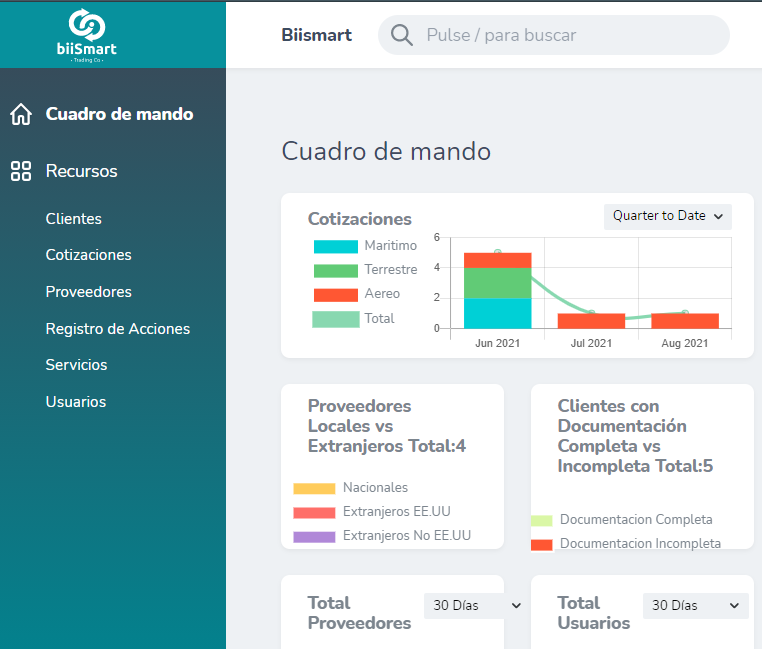 biiSmart
- Trading Co -
Biismart
Pulse / para buscar
Cuadro de mando
Recursos
Clientes
Cotizaciones
Proveedores
Registro de Acciones
Servicios
Usuarios
Cuadro de mando
Cotizaciones
Quarter to Date
Maritimo
Terrestre
Aereo
Total
6
4
2
0
Jun 2021 Jul 2021 Aug 2021
Proveedores
Locales vs
Extranjeros Total:4
Nacionales
Extranjeros EE.UU
Extranjeros No EE.UU
Clientes con
Documentación
Completa vs
Incompleta Total:5
Documentacion Completa
Documentacion Incompleta
Total
Proveedores
30 Días
Total
Usuarios
30 Días